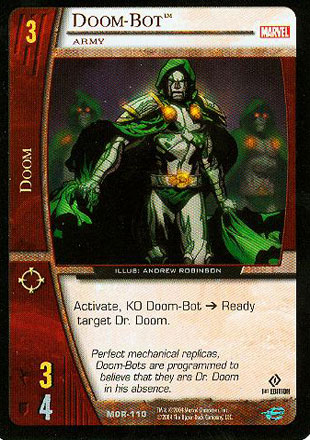 3
DOOM-BOT™
ARMY
MARVEL
DOOM
ILLUS: ANDREW ROBINSON
Activate, KO Doom-Bot → Ready
target Dr. Doom.
Perfect mechanical replicas,
Doom-Bots are programmed to
believe that they are Dr. Doom
in his absence.
3
4
MOR-110
1ST EDITION